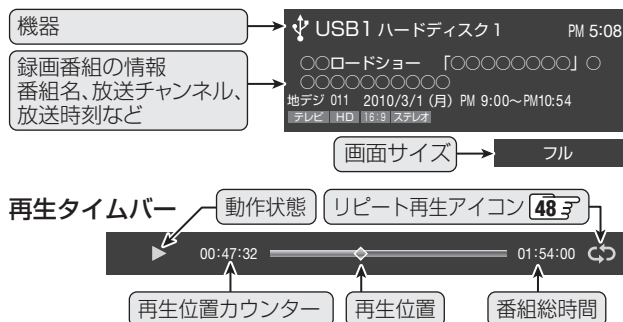 機器
USB1 ハードディスク1 PM 5:08
録画番組の情報
番組名、放送チャンネル、
放送時刻など
○○ロードショー 「○○○○○○○○」○
○○○○○○○○○○
地デジ 011 2010/3/1 (月) PM 9:00~PM10:54
テレビ HD 16:9 ステレオ
画面サイズ フル
再生タイムバー 動作状態 リピート再生アイコン 48
00:47:32 01:54:00
再生位置カウンター 再生位置 番組総時間